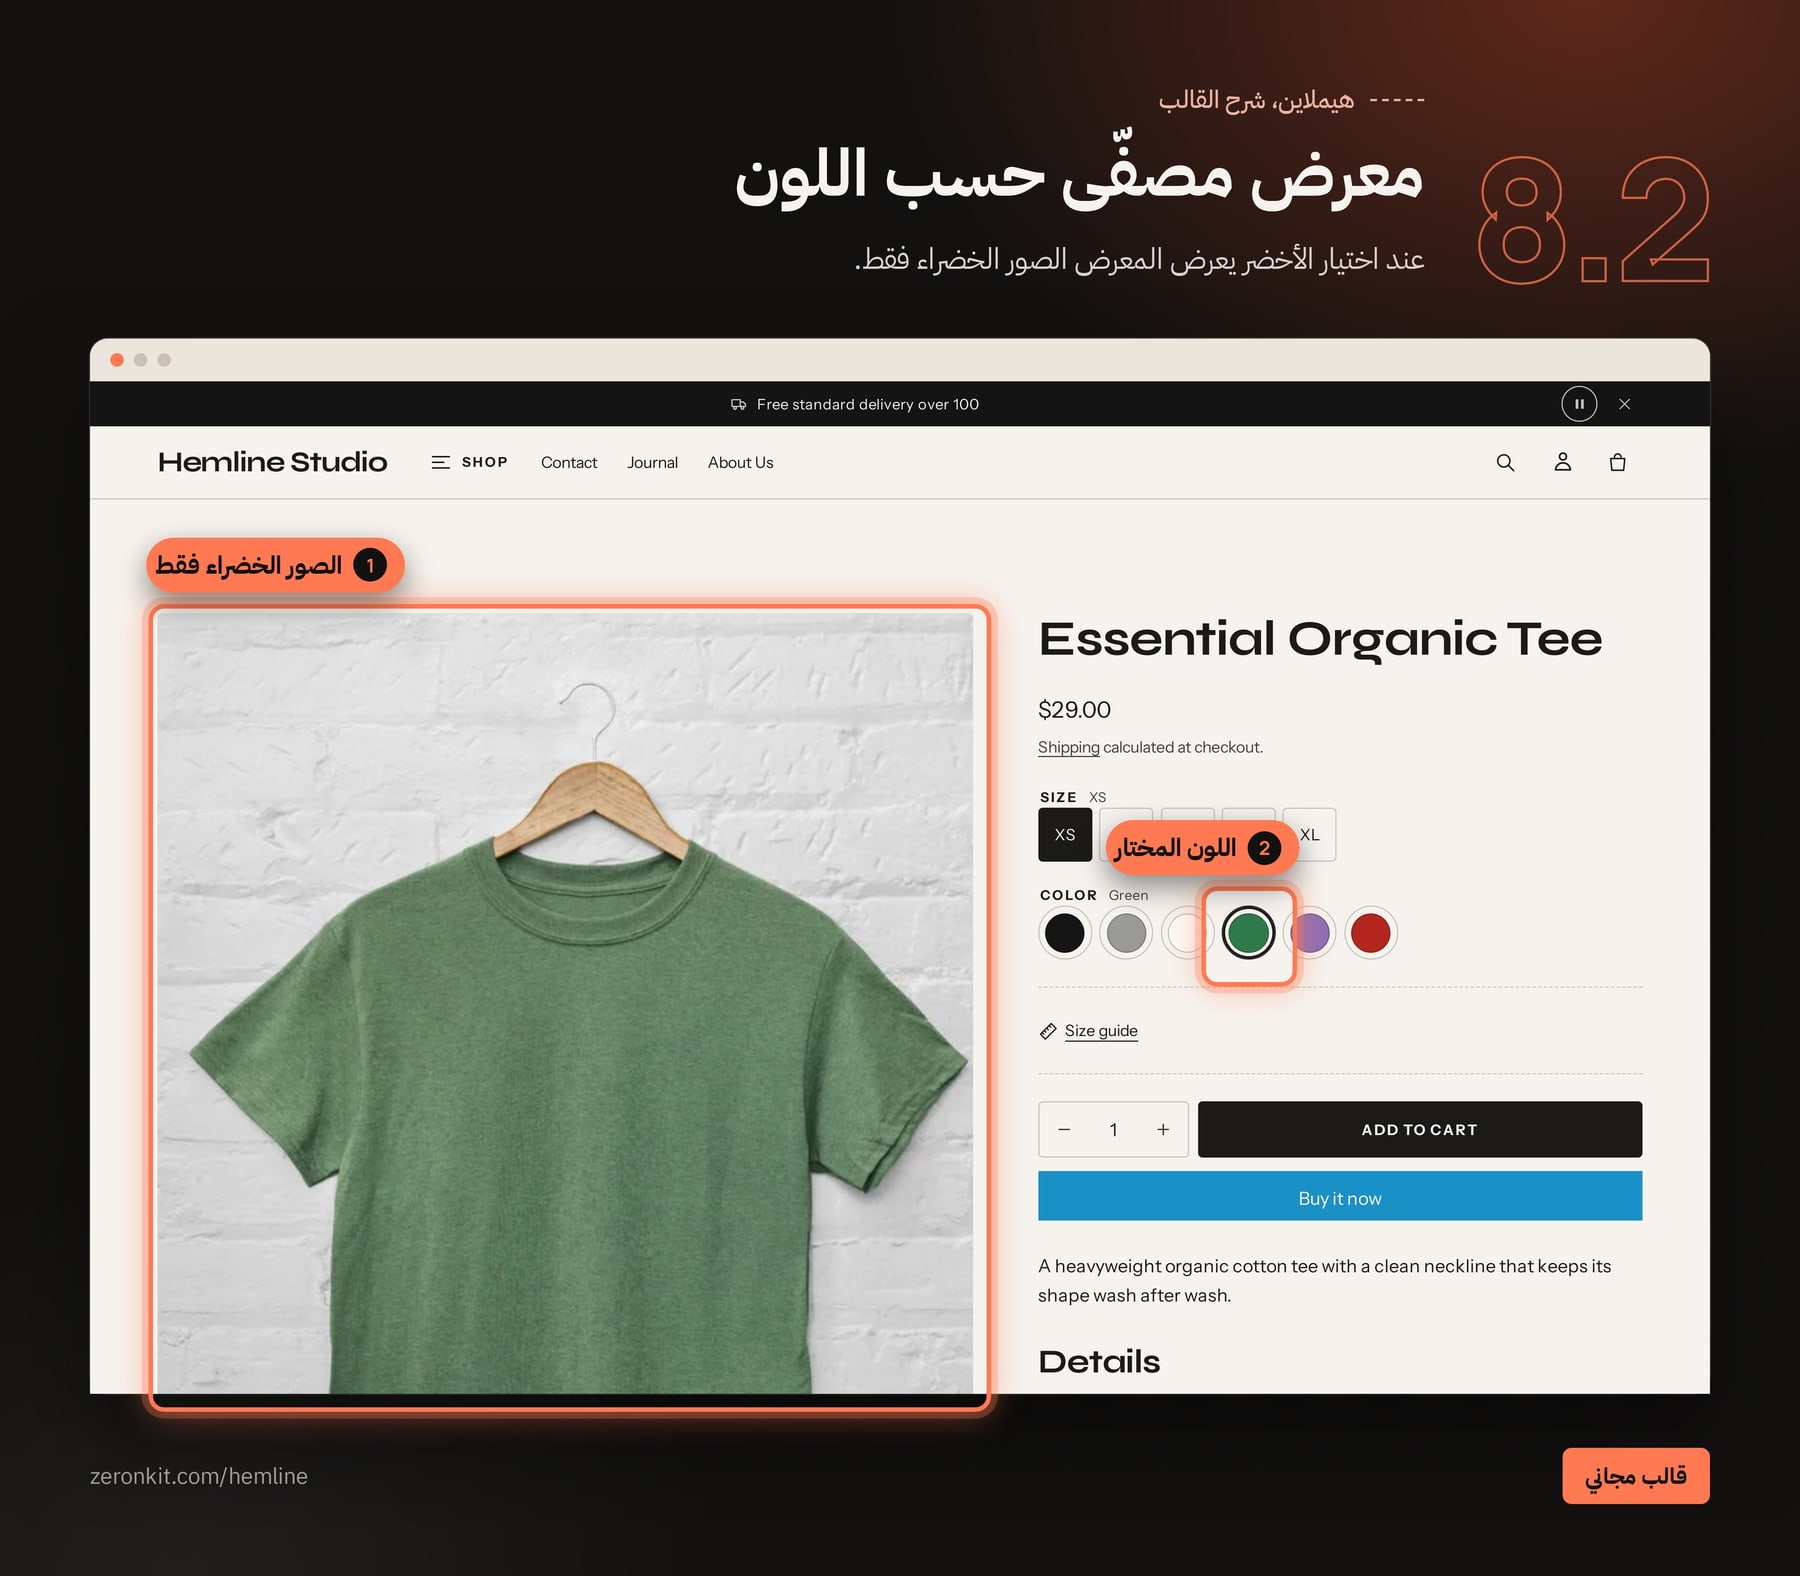 هيملاين، شرح القالب
8.2
معرض مصفّى حسب اللون
عند اختيار الأخضر يعرض المعرض الصور الخضراء فقط.
Free standard delivery over 100
Hemline Studio
SHOP
Contact
Journal
About Us
1 الصور الخضراء فقط
Essential Organic Tee
$29.00
Shipping calculated at checkout.
SIZE XS
XS
XL
2 اللون المختار
COLOR Green
Size guide
1
ADD TO CART
Buy it now
A heavyweight organic cotton tee with a clean neckline that keeps its
shape wash after wash.
Details
zeronkit.com/hemline
قالب مجاني